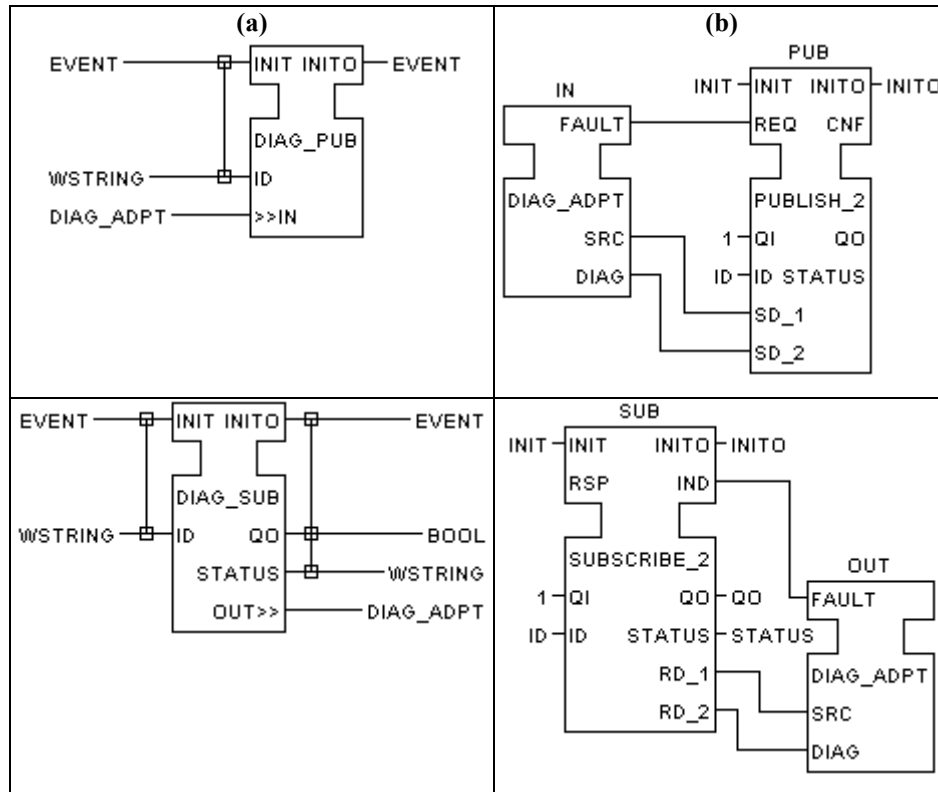 (a)
EVENT INIT INITO EVENT
DIAG_PUB
WSTRING ID
DIAG_ADPT >>IN
(b)
PUB
INIT INIT INITO INITO
IN
FAULT REQ CNF
DIAG_ADPT PUBLISH_2
SRC 1 QI QO
DIAG ID ID STATUS
SD_1
SD_2
EVENT INIT INITO EVENT
DIAG_SUB
WSTRING ID QO BOOL
STATUS WSTRING
OUT>> DIAG_ADPT
SUB
INIT INIT INITO INITO
RSP IND
SUBSCRIBE_2 OUT
1 QI QO QO FAULT
ID ID STATUS STATUS
RD_1 DIAG_ADPT
RD_2 SRC
DIAG